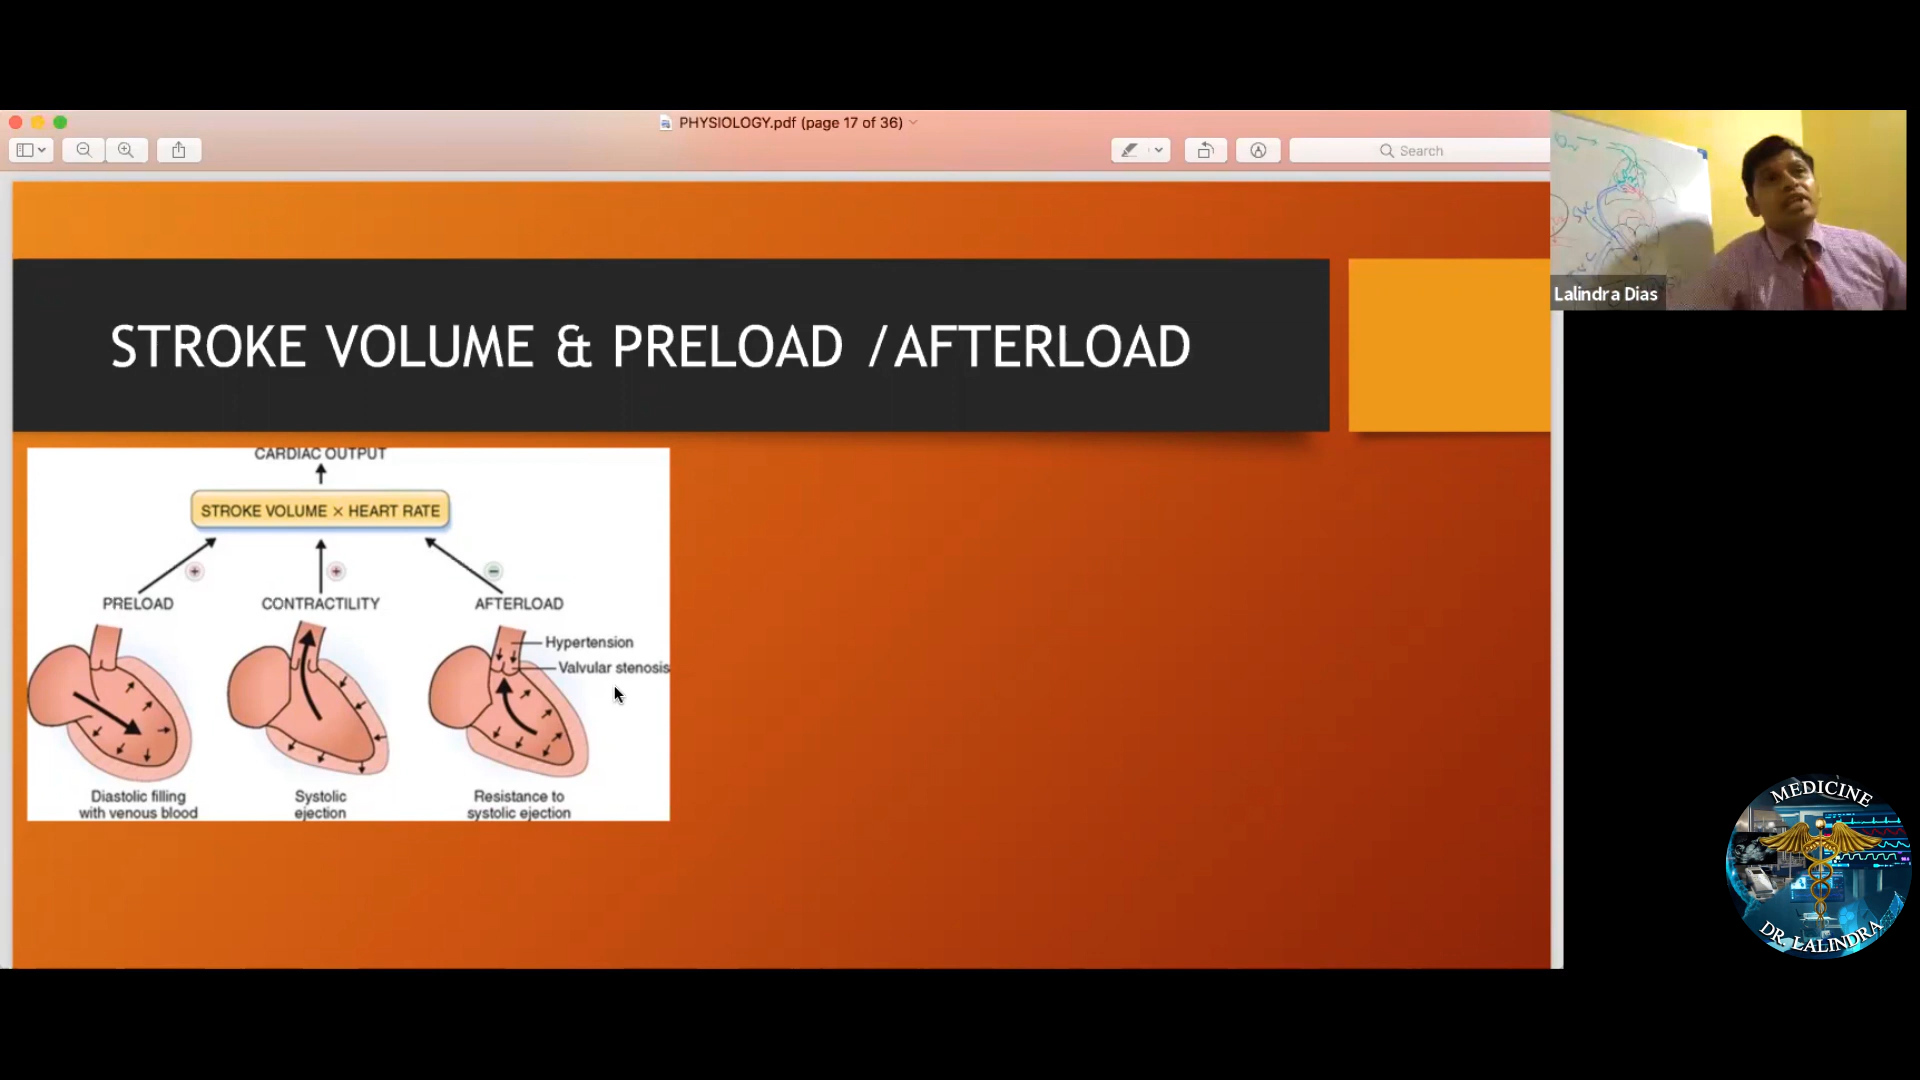 PHYSIOLOGY.pdf (page 17 of 36)
Search
STROKE VOLUME & PRELOAD /AFTERLOAD
CARDIAC OUTPUT
STROKE VOLUME × HEART RATE
PRELOAD
CONTRACTILITY
AFTERLOAD
Hypertension
Valvular stenosis
Diastolic filling
with venous blood
Systolic
ejection
Resistance to
systolic ejection
SVC
Lalindra Dias
MEDICINE
DR. LALINDRA